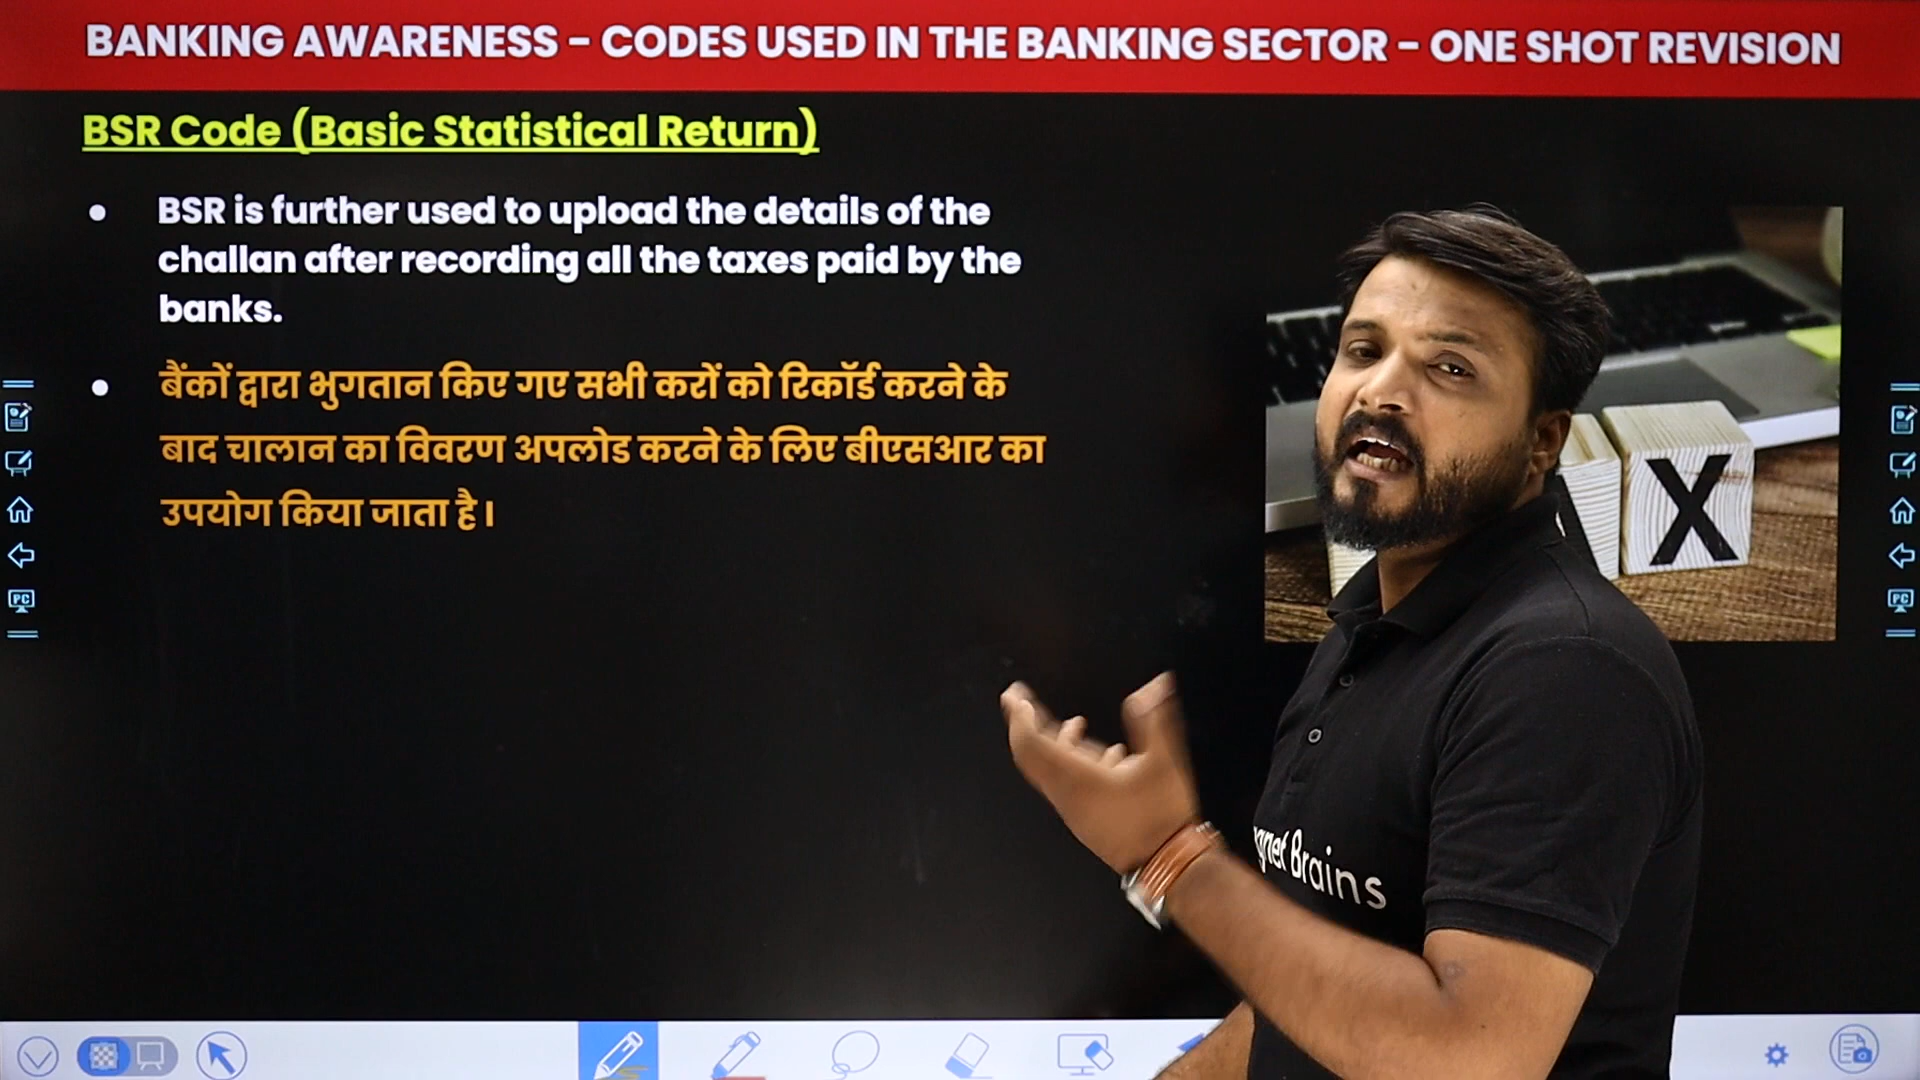 BANKING AWARENESS - CODES USED IN THE BANKING SECTOR - ONE SHOT REVISION
BSR Code (Basic Statistical Return)
BSR is further used to upload the details of the
challan after recording all the taxes paid by the
banks.
बैंकों द्वारा भुगतान किए गए सभी करों को रिकॉर्ड करने के
बाद चालान का विवरण अपलोड करने के लिए बीएसआर का
उपयोग किया जाता है।
X
Brains
PC
PC